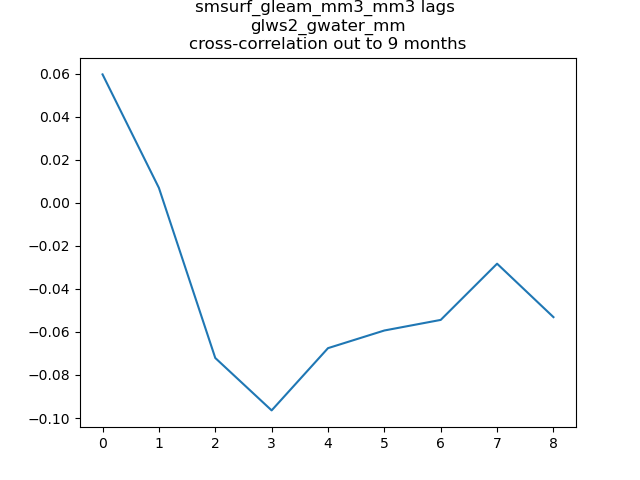 smsurf_gleam_mm3_mm3 lags
glws2_gwater_mm
cross-correlation out to 9 months
0.06
0.04
0.02
0.00
−0.02
−0.04
−0.06
−0.08
−0.10
0 1 2 3 4 5 6 7 8